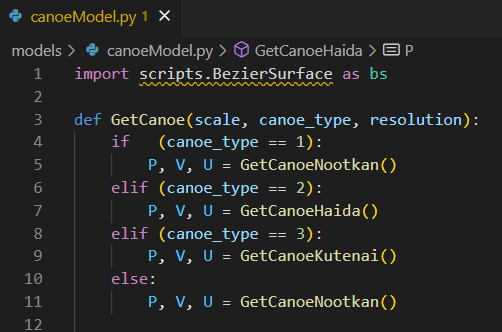 canoeModel.py 1 ×
models > canoeModel.py > GetCanoeHaida > P
1 import scripts.BezierSurface as bs
2
3 def GetCanoe(scale, canoe_type, resolution):
4     if   (canoe_type == 1):
5         P, V, U = GetCanoeNootkan()
6     elif (canoe_type == 2):
7         P, V, U = GetCanoeHaida()
8     elif (canoe_type == 3):
9         P, V, U = GetCanoeKutenai()
10     else:
11         P, V, U = GetCanoeNootkan()
12